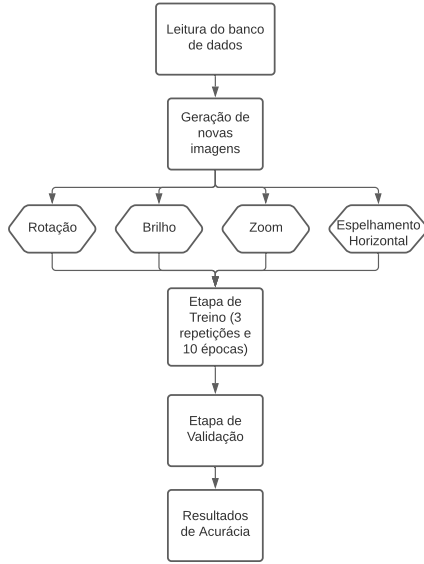 Leitura do banco
de dados
Geração de
novas
imagens
Rotação
Brilho
Zoom
Espelhamento
Horizontal
Etapa de
Treino (3
repetições e
10 épocas)
Etapa de
Validação
Resultados
de Acurácia